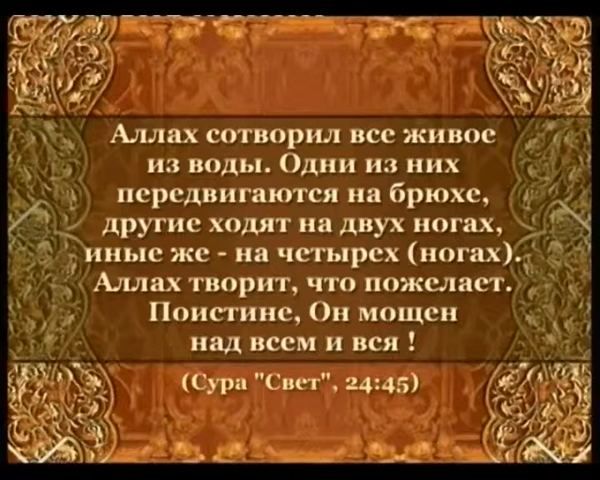 Аллах сотворил все живое
из воды. Одни из них
передвигаются на брюхе,
другие ходят на двух ногах,
иные же - на четырех (ногах).
Аллах творит, что пожелает.
Поистине, Он мощен
над всем и вся !
(Сура "Свет", 24:45)